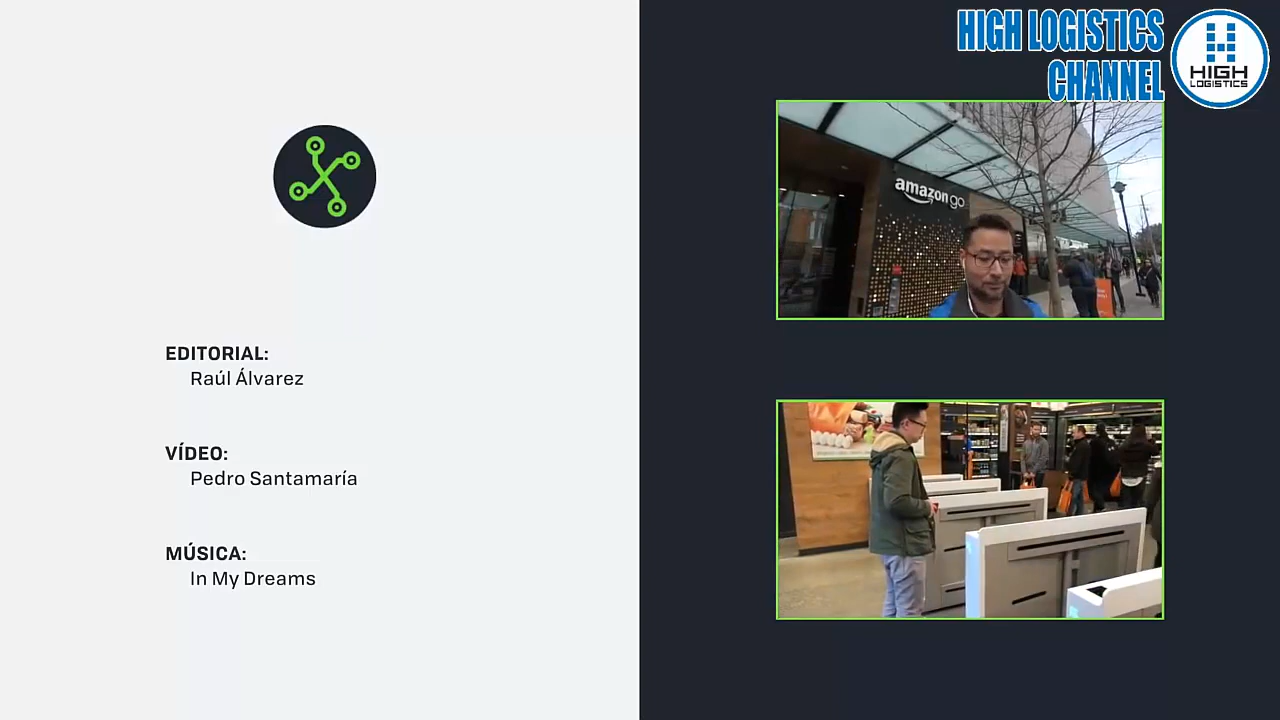 HIGH LOGISTICS
CHANNEL
HIGH
LOGISTICS
amazon go
EDITORIAL:
Raúl Álvarez
VÍDEO:
Pedro Santamaría
MÚSICA:
In My Dreams